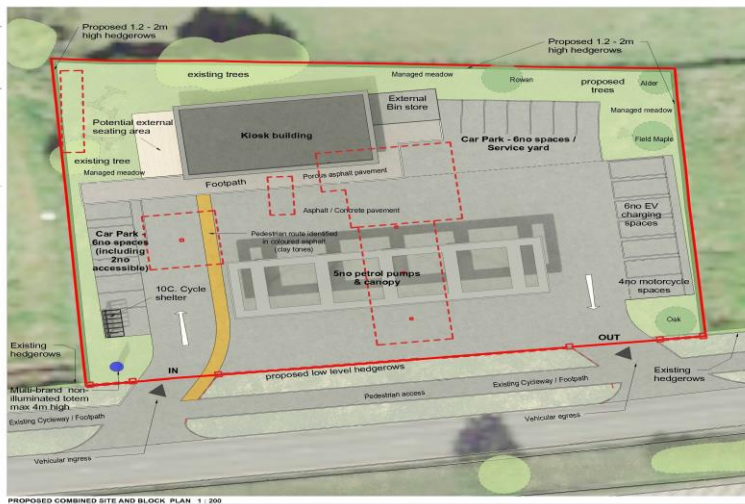 Proposed 1.2 - 2m
high hedgerows
Proposed 1.2 - 2m
high hedgerows
existing trees
Managed meadow
Rowan
proposed
trees
Alder
External
Bin store
Managed meadow
Potential external
seating area
Kiosk building
Car Park - 6no spaces /
Service yard
Field Maple
existing tree
Managed meadow
Porous asphalt pavement
Footpath
Asphalt / Concrete pavement
6no EV
charging
spaces
Car Park -
6no spaces
(including
2no
accessible)
Pedestrian route identified
in coloured asphalt
(clay tones)
5no petrol pumps
& canopy
10C. Cycle
shelter
4no motorcycle
spaces
Oak
Existing
hedgerows
IN
OUT
proposed low level hedgerows
Existing
hedgerows
Multi-brand non-
illuminated totem
max 4m high
Existing Cycleway / Footpath
Pedestrian access
Existing Cycleway / Footpath
Vehicular ingress
Vehicular egress
PROPOSED COMBINED SITE AND BLOCK PLAN 1 : 200